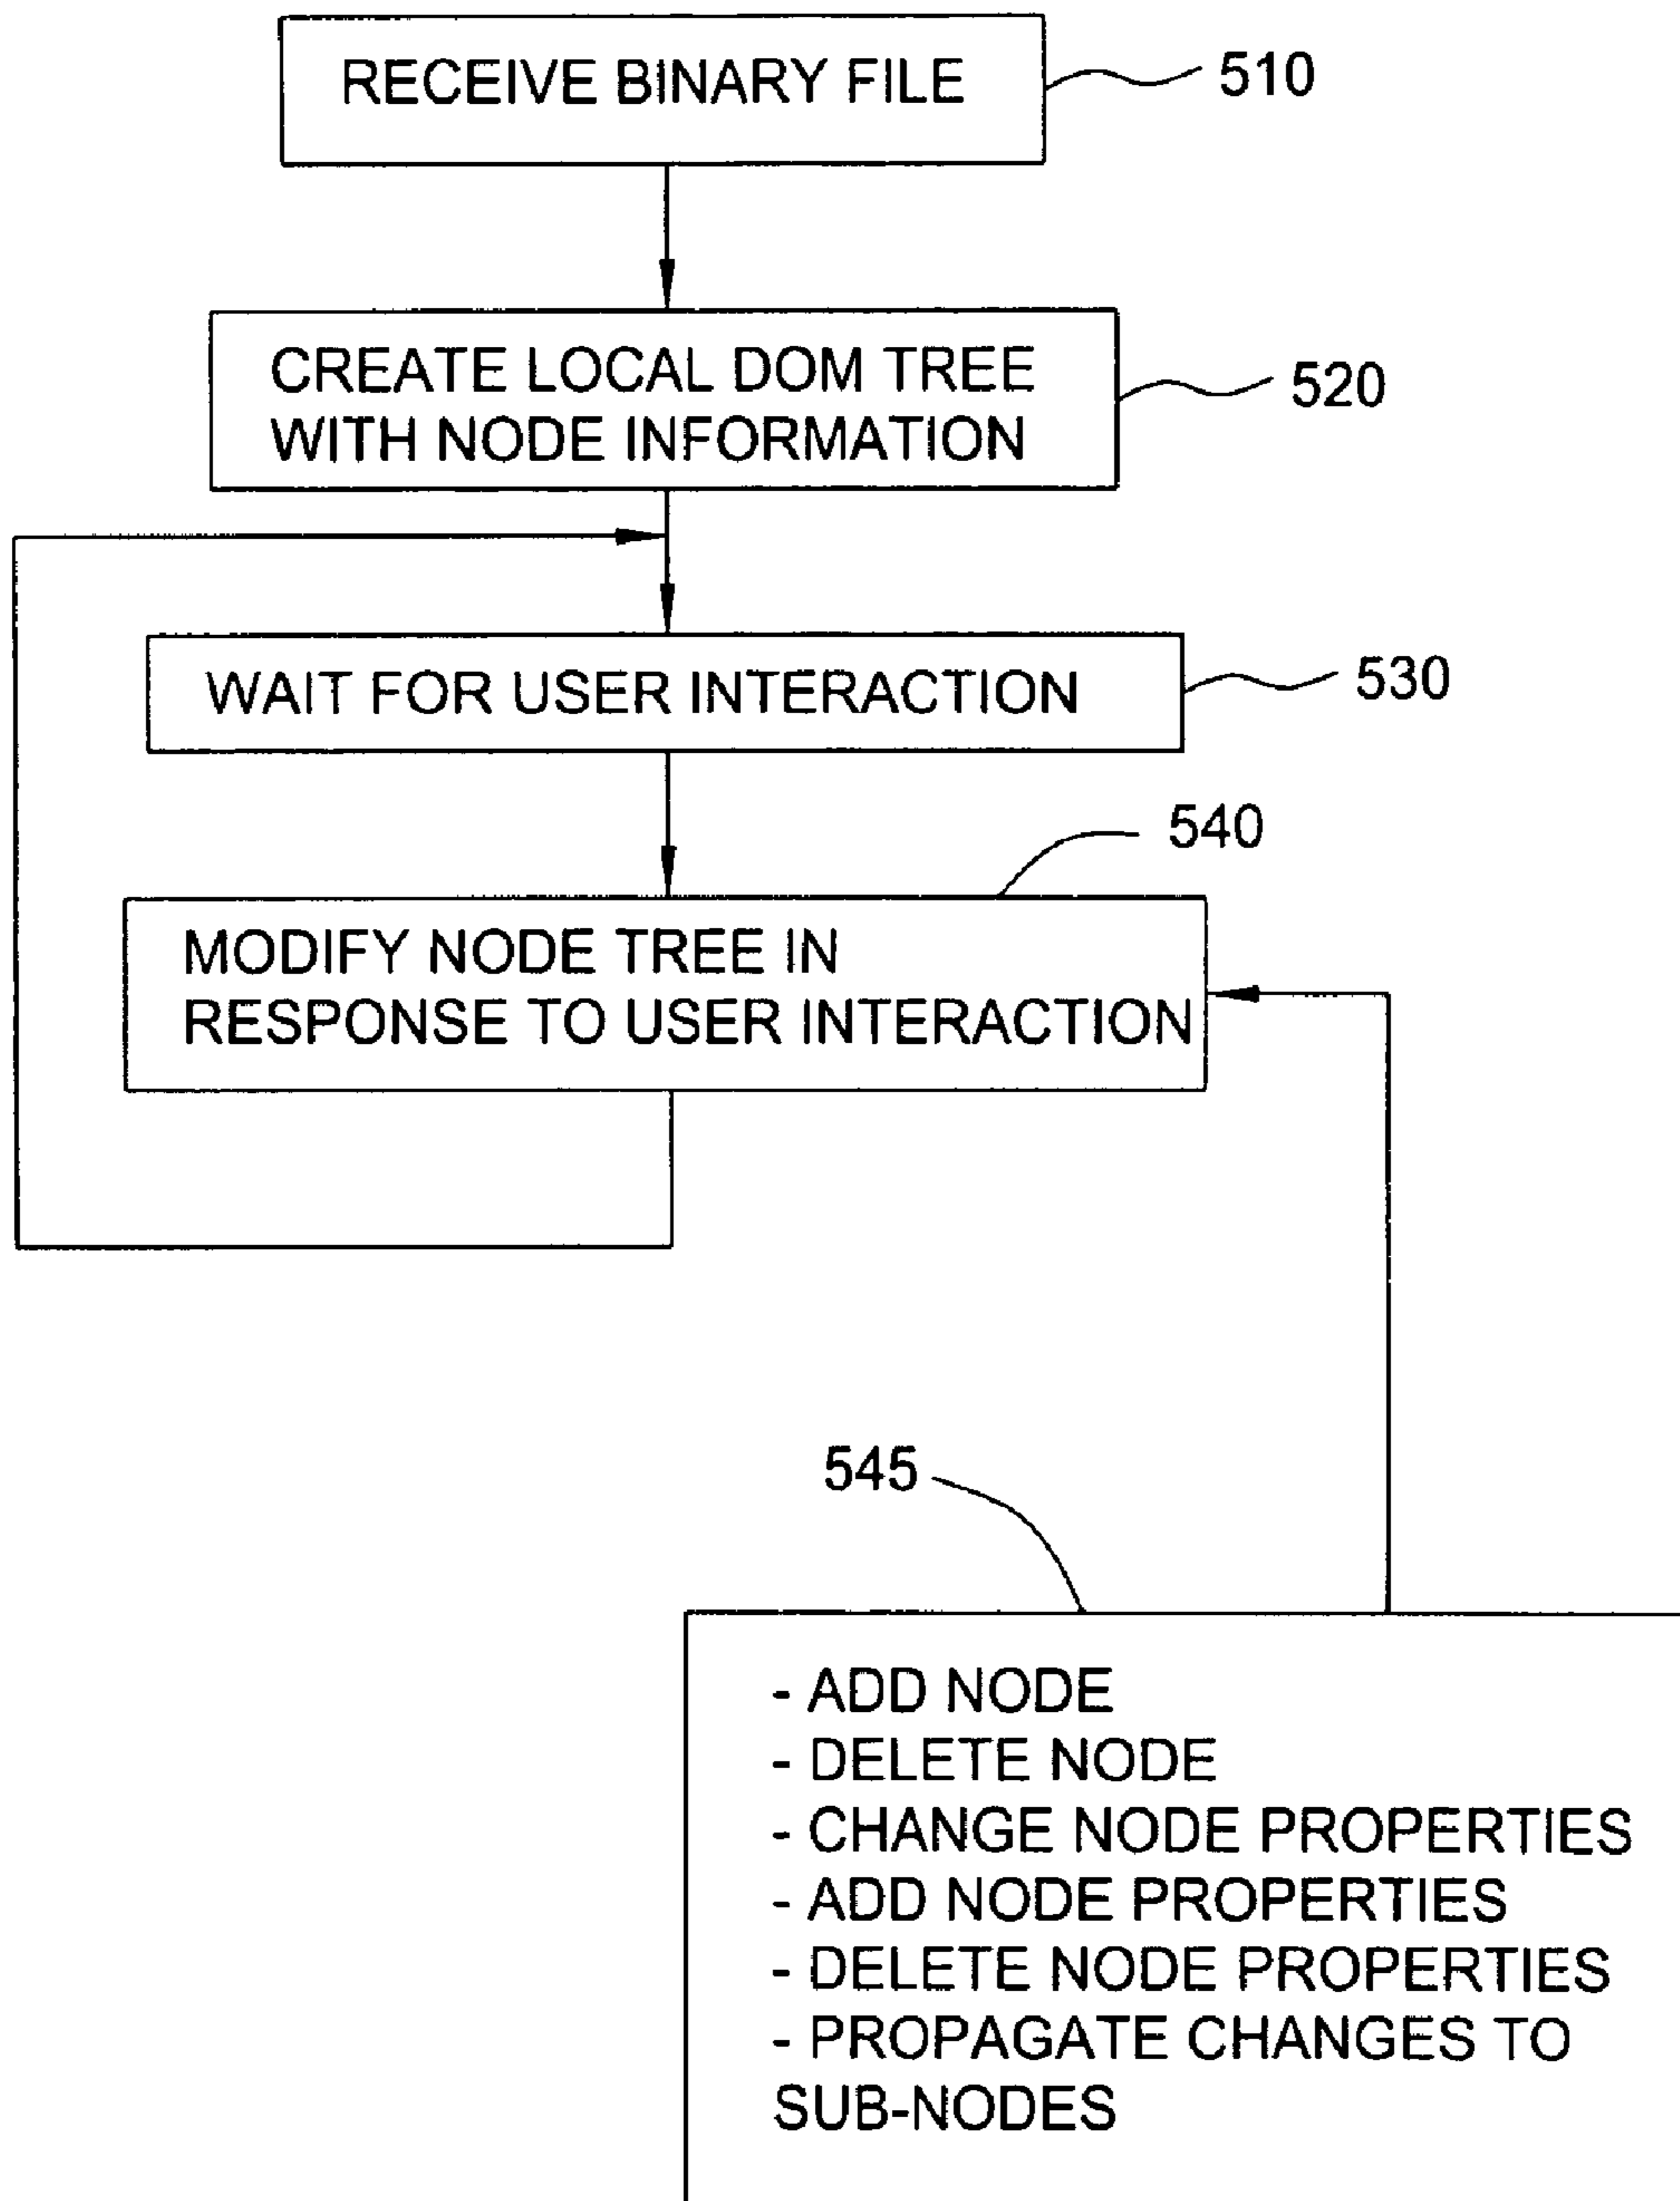 RECEIVE BINARY FILE
510
CREATE LOCAL DOM TREE
WITH NODE INFORMATION
520
WAIT FOR USER INTERACTION
530
540
MODIFY NODE TREE IN
RESPONSE TO USER INTERACTION
545
- ADD NODE
- DELETE NODE
- CHANGE NODE PROPERTIES
- ADD NODE PROPERTIES
- DELETE NODE PROPERTIES
- PROPAGATE CHANGES TO
SUB-NODES